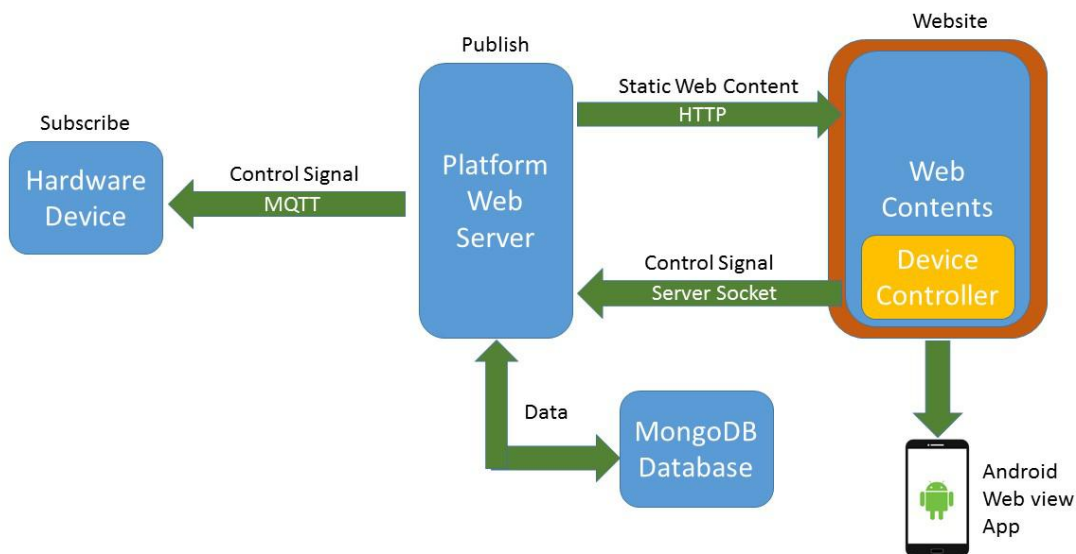 Website
Publish
Static Web Content
HTTP
Subscribe
Hardware
Device
Control Signal
MQTT
Platform
Web
Server
Web
Contents
Control Signal
Server Socket
Device
Controller
Data
MongoDB
Database
Android
Web view
App